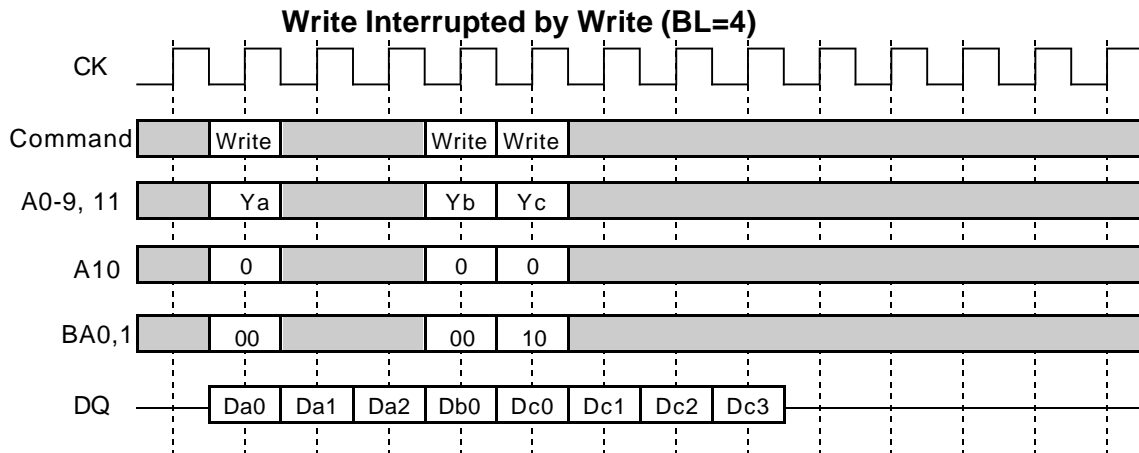 Write Interrupted by Write (BL=4)
CK
Command Write Write Write
A0-9, 11 Ya Yb Yc
A10 0 0 0
BA0,1 00 00 10
DQ Da0 Da1 Da2 Db0 Dc0 Dc1 Dc2 Dc3